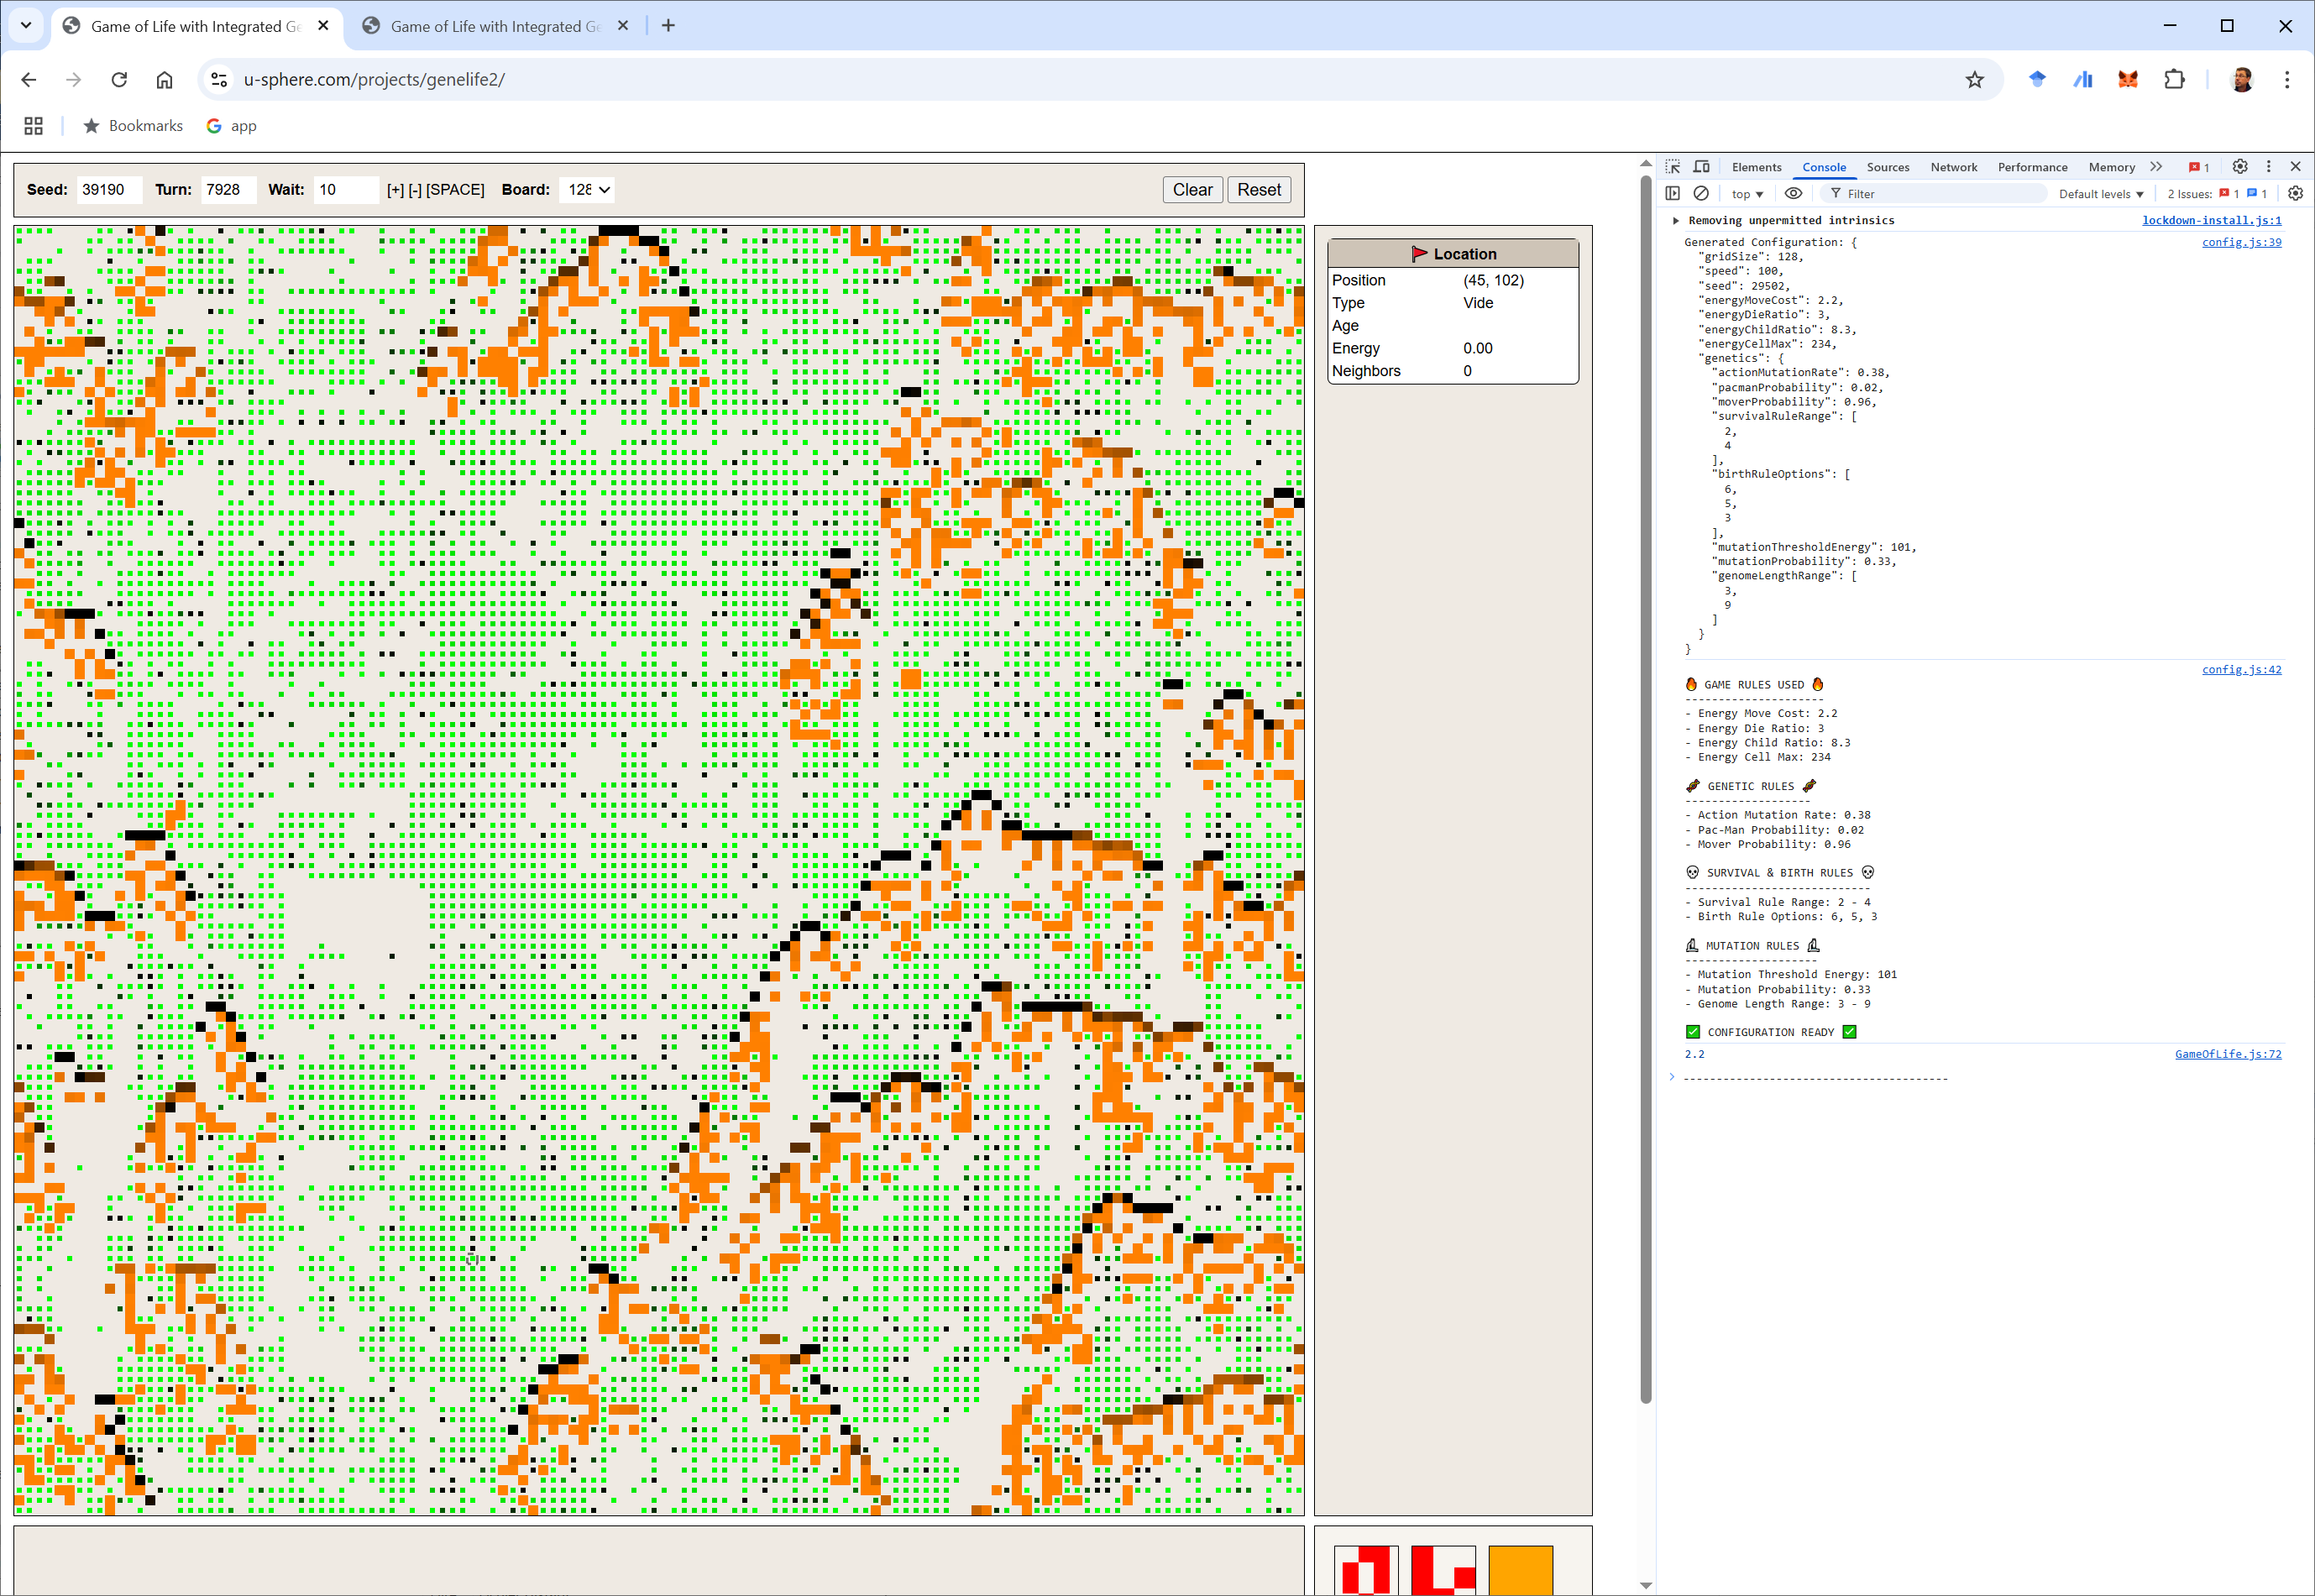 Game of Life with Integrated Ge
Game of Life with Integrated Ge
u-sphere.com/projects/genelife2/
Bookmarks
app
Seed: 39190 Turn: 7928 Wait: 10 [+] [-] [SPACE] Board: 128 Clear Reset
Location
Position (45, 102)
Type Vide
Age
Energy 0.00
Neighbors 0
Elements Console Sources Network Performance Memory 1
top Filter Default levels 2 Issues: 1 1
Removing unpermitted intrinsics lockdown-install.js:1
Generated Configuration: { config.js:39
"gridSize": 128,
"speed": 100,
"seed": 29502,
"energyMoveCost": 2.2,
"energyDieRatio": 3,
"energyChildRatio": 8.3,
"energyCellMax": 234,
"genetics": {
"actionMutationRate": 0.38,
"pacmanProbability": 0.02,
"moverProbability": 0.96,
"survivalRuleRange": [
2,
4
],
"birthRuleOptions": [
6,
5,
3
],
"mutationThresholdEnergy": 101,
"mutationProbability": 0.33,
"genomeLengthRange": [
3,
9
]
}
}
config.js:42
🔥 GAME RULES USED 🔥
---------------------
- Energy Move Cost: 2.2
- Energy Die Ratio: 3
- Energy Child Ratio: 8.3
- Energy Cell Max: 234
GENETIC RULES
-------------------
- Action Mutation Rate: 0.38
- Pac-Man Probability: 0.02
- Mover Probability: 0.96
💀 SURVIVAL & BIRTH RULES 💀
----------------------------
- Survival Rule Range: 2 - 4
- Birth Rule Options: 6, 5, 3
MUTATION RULES
--------------------
- Mutation Threshold Energy: 101
- Mutation Probability: 0.33
- Genome Length Range: 3 - 9
✅ CONFIGURATION READY ✅
2.2 GameOfLife.js:72
----------------------------------------